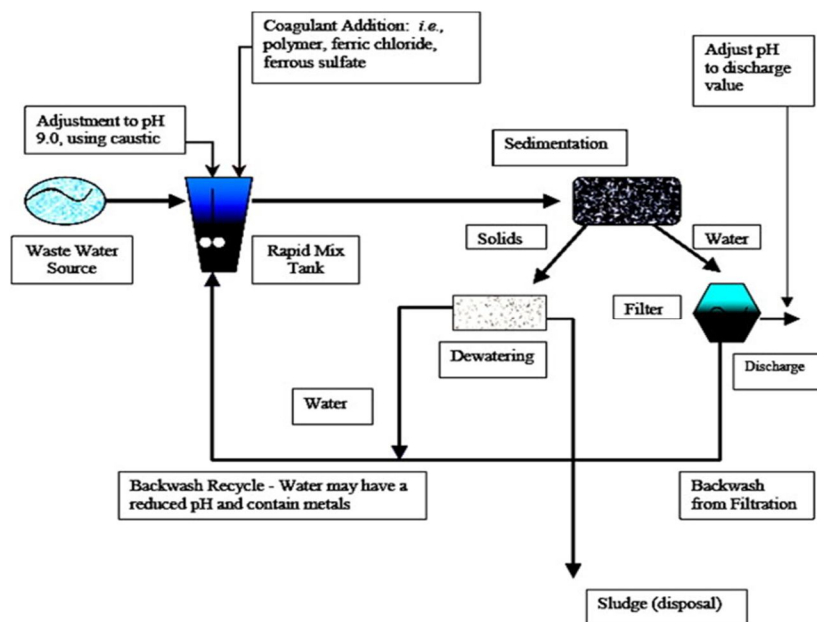 Coagulant Addition: i.e.,
polymer, ferric chloride,
ferrous sulfate
Adjust pH
to discharge
value
Adjustment to pH
9.0, using caustic
Sedimentation
Waste Water
Source
Rapid Mix
Tank
Solids
Water
Filter
Dewatering
Discharge
Water
Backwash Recycle - Water may have a
reduced pH and contain metals
Backwash
from Filtration
Sludge (disposal)